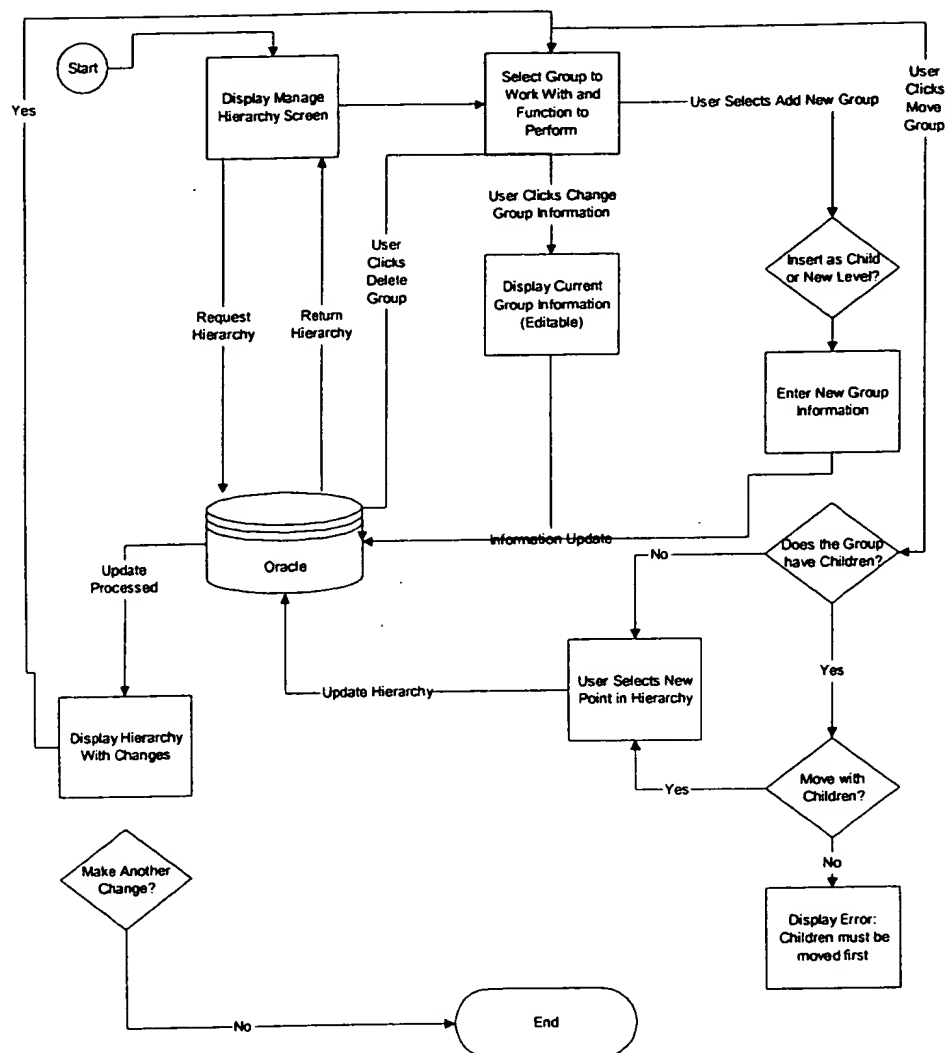 Start
Yes
Display Manage
Hierarchy Screen
Select Group to
Work With and
Function to
Perform
User Selects Add New Group
User
Clicks
Move
Group
User Clicks Change
Group Information
User
Clicks
Delete
Group
Insert as Child
or New Level?
Display Current
Group Information
(Editable)
Request
Hierarchy
Return
Hierarchy
Enter New Group
Information
Oracle
Information Update
Does the Group
have Children?
No
Update
Processed
Yes
User Selects New
Point in Hierarchy
Update Hierarchy
Display Hierarchy
With Changes
Move with
Children?
Yes
No
Make Another
Change?
Display Error:
Children must be
moved first
No
End